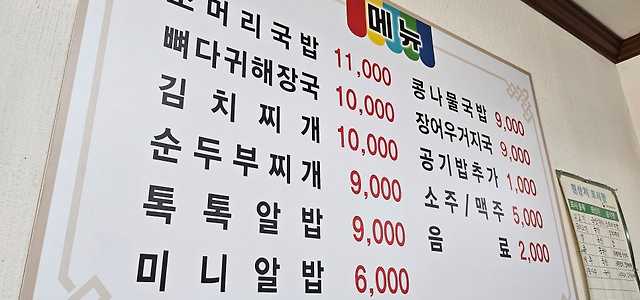 메뉴
소머리국밥 11,000
뼈다귀해장국 10,000
김치찌개 10,000
순두부찌개 9,000
톡톡알밥 9,000
미니알밥 6,000
콩나물국밥 9,000
장어우거지국 9,000
공기밥추가 1,000
소주/맥주 5,000
음료 2,000